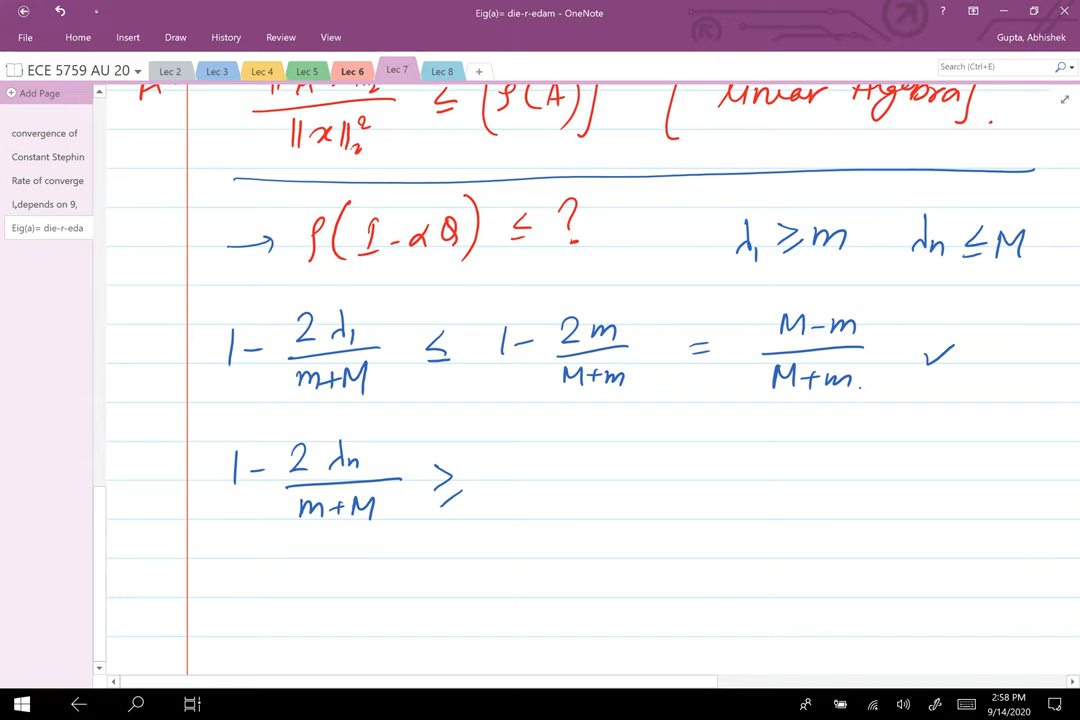 Eig(a)= die-r-edam - OneNote
Gupta, Abhishek
File Home Insert Draw History Review View
ECE 5759 AU 20 Lec 2 Lec 3 Lec 4 Lec 5 Lec 6 Lec 7 Lec 8
Search (Ctrl+E)
Add Page
convergence of
Constant Stephin
Rate of converge
I,depends on 9,
Eig(a)= die-r-eda
‖x‖₂² ≤ [ρ(A)] [Linear Algebra].
→ ρ(I - αQ) ≤ ? λ₁ ≥ m λn ≤ M
1 - 2λ₁/(m+M) ≤ 1 - 2m/(M+m) = (M-m)/(M+m). ✓
1 - 2λn/(m+M) ≥
2:58 PM
9/14/2020